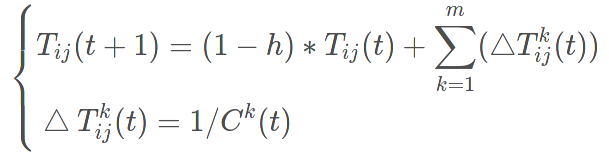 T_{ij}(t+1) = (1-h) * T_{ij}(t) + \sum_{k=1}^{m} (\triangle T_{ij}^{k}(t))
\triangle T_{ij}^{k}(t) = 1/C^{k}(t)